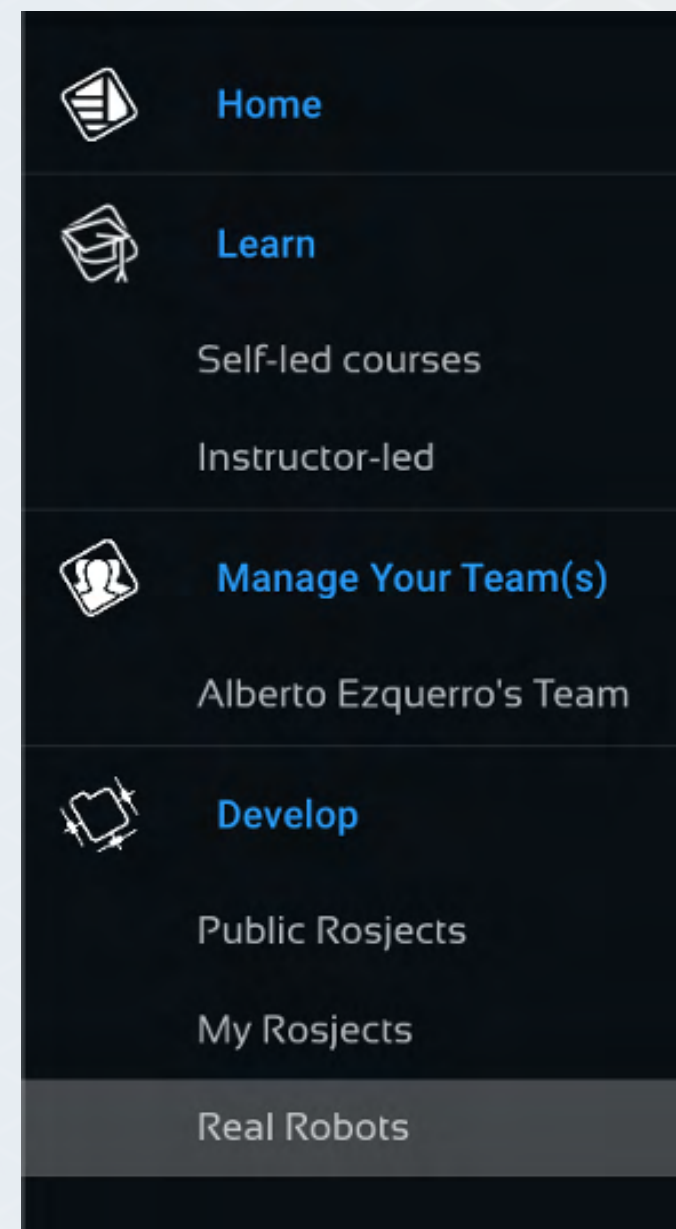 Home
Learn
Self-led courses
Instructor-led
Manage Your Team(s)
Alberto Ezquerro's Team
Develop
Public Rosjects
My Rosjects
Real Robots